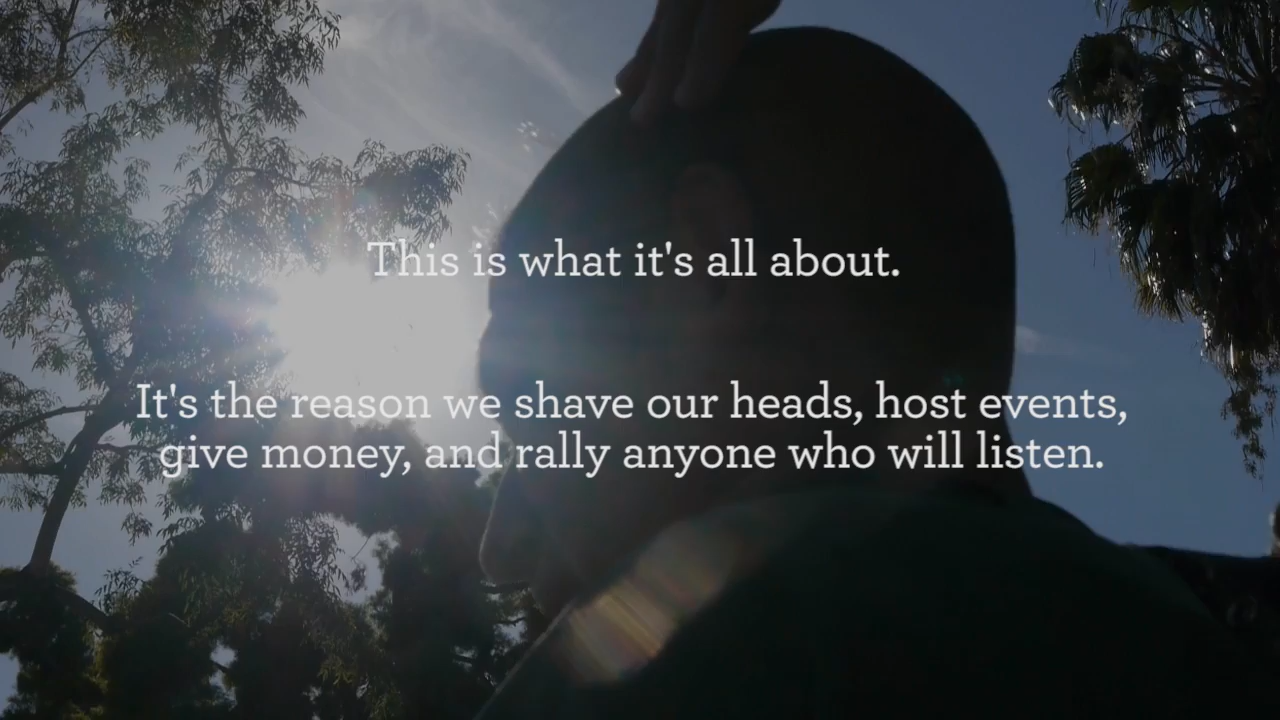 This is what it's all about.
It's the reason we shave our heads, host events,
give money, and rally anyone who will listen.